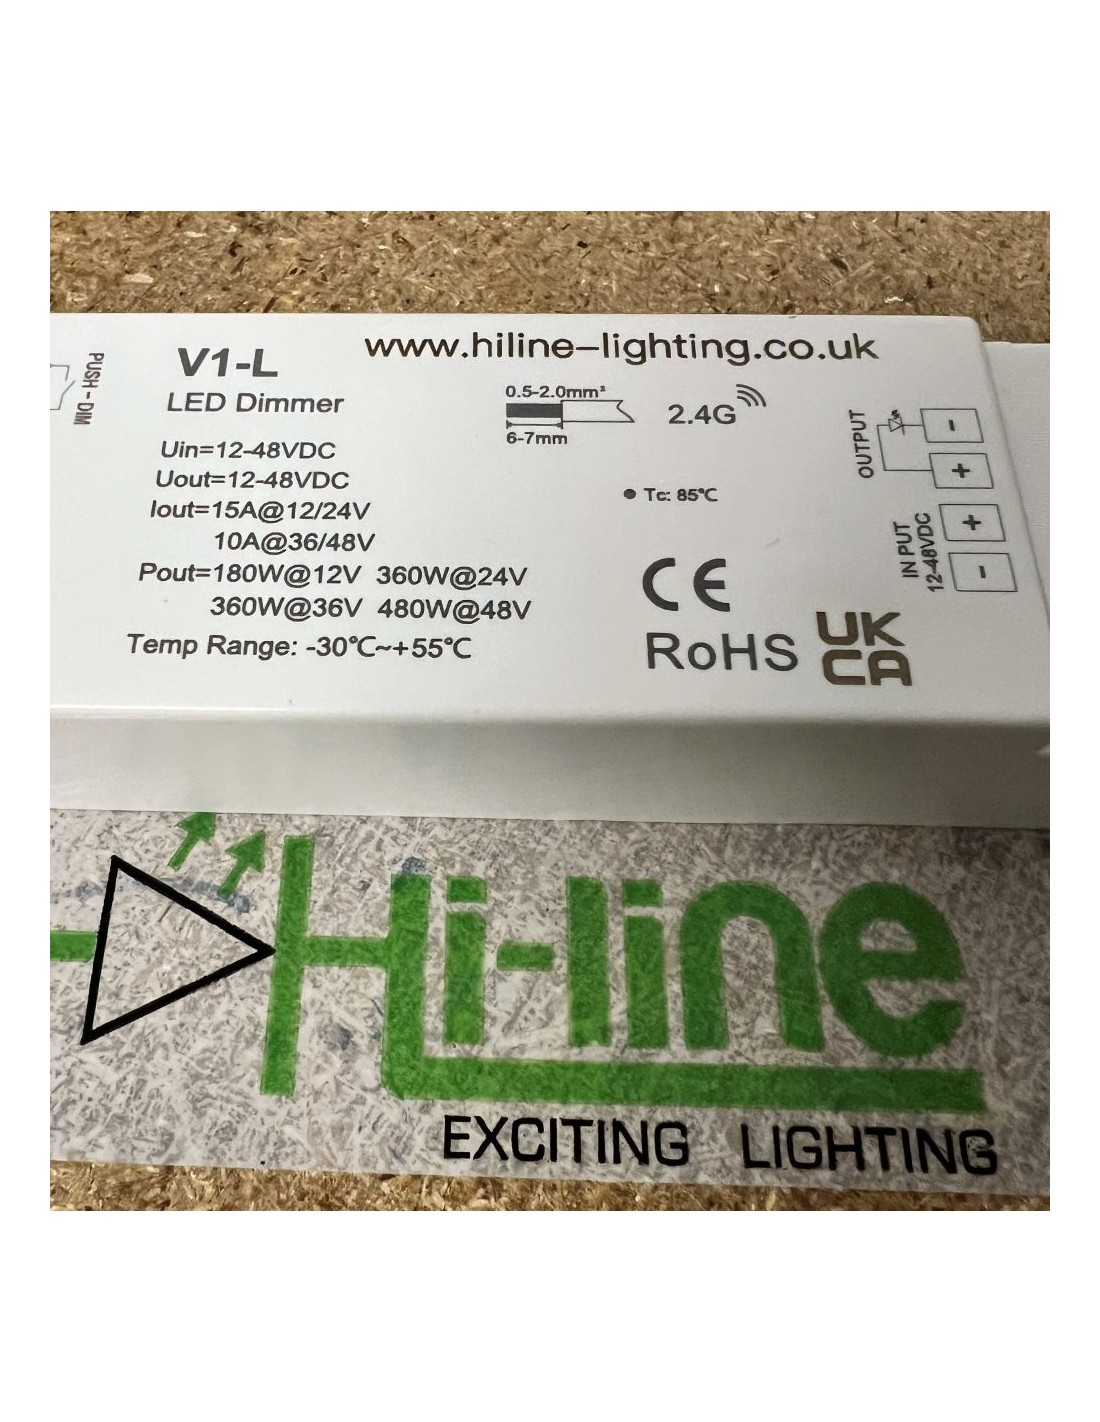 www.hiline-lighting.co.uk
V1-L
LED Dimmer
PUSH - DIM
0.5-2.0mm²
6-7mm
2.4G
Uin=12-48VDC
Uout=12-48VDC
Iout=15A@12/24V
10A@36/48V
Pout=180W@12V 360W@24V
360W@36V 480W@48V
Temp Range: -30℃~+55℃
Tc: 85℃
CE
RoHS
UK
CA
OUTPUT
-
+
IN PUT
12-48VDC
+
-
Hi-line
EXCITING LIGHTING